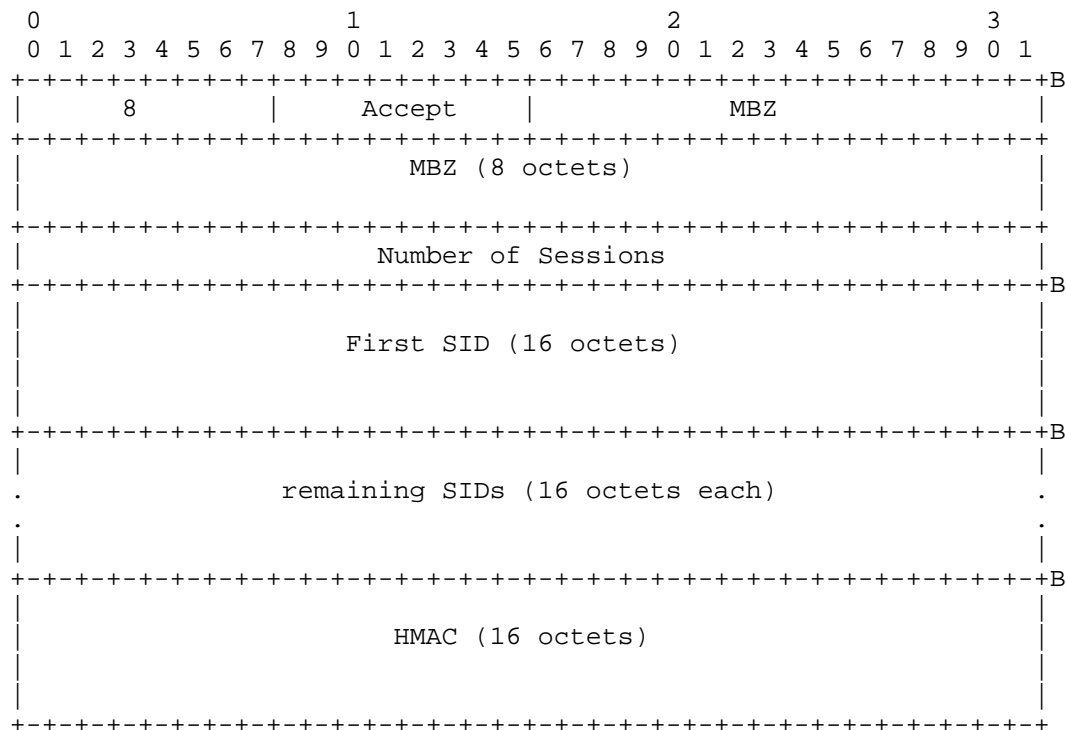 0                   1                   2                   3
 0 1 2 3 4 5 6 7 8 9 0 1 2 3 4 5 6 7 8 9 0 1 2 3 4 5 6 7 8 9 0 1
+-+-+-+-+-+-+-+-+-+-+-+-+-+-+-+-+-+-+-+-+-+-+-+-+-+-+-+-+-+-+-+-+B
|      8        |     Accept    |            MBZ                |
+-+-+-+-+-+-+-+-+-+-+-+-+-+-+-+-+-+-+-+-+-+-+-+-+-+-+-+-+-+-+-+-+
|                        MBZ (8 octets)                         |
|                                                               |
+-+-+-+-+-+-+-+-+-+-+-+-+-+-+-+-+-+-+-+-+-+-+-+-+-+-+-+-+-+-+-+-+
|                      Number of Sessions                       |
+-+-+-+-+-+-+-+-+-+-+-+-+-+-+-+-+-+-+-+-+-+-+-+-+-+-+-+-+-+-+-+-+B
|                                                               |
|                    First SID (16 octets)                      |
|                                                               |
|                                                               |
+-+-+-+-+-+-+-+-+-+-+-+-+-+-+-+-+-+-+-+-+-+-+-+-+-+-+-+-+-+-+-+-+B
|                                                               |
.                remaining SIDs (16 octets each)                .
.                                                               .
|                                                               |
+-+-+-+-+-+-+-+-+-+-+-+-+-+-+-+-+-+-+-+-+-+-+-+-+-+-+-+-+-+-+-+-+B
|                                                               |
|                       HMAC (16 octets)                        |
|                                                               |
|                                                               |
+-+-+-+-+-+-+-+-+-+-+-+-+-+-+-+-+-+-+-+-+-+-+-+-+-+-+-+-+-+-+-+-+